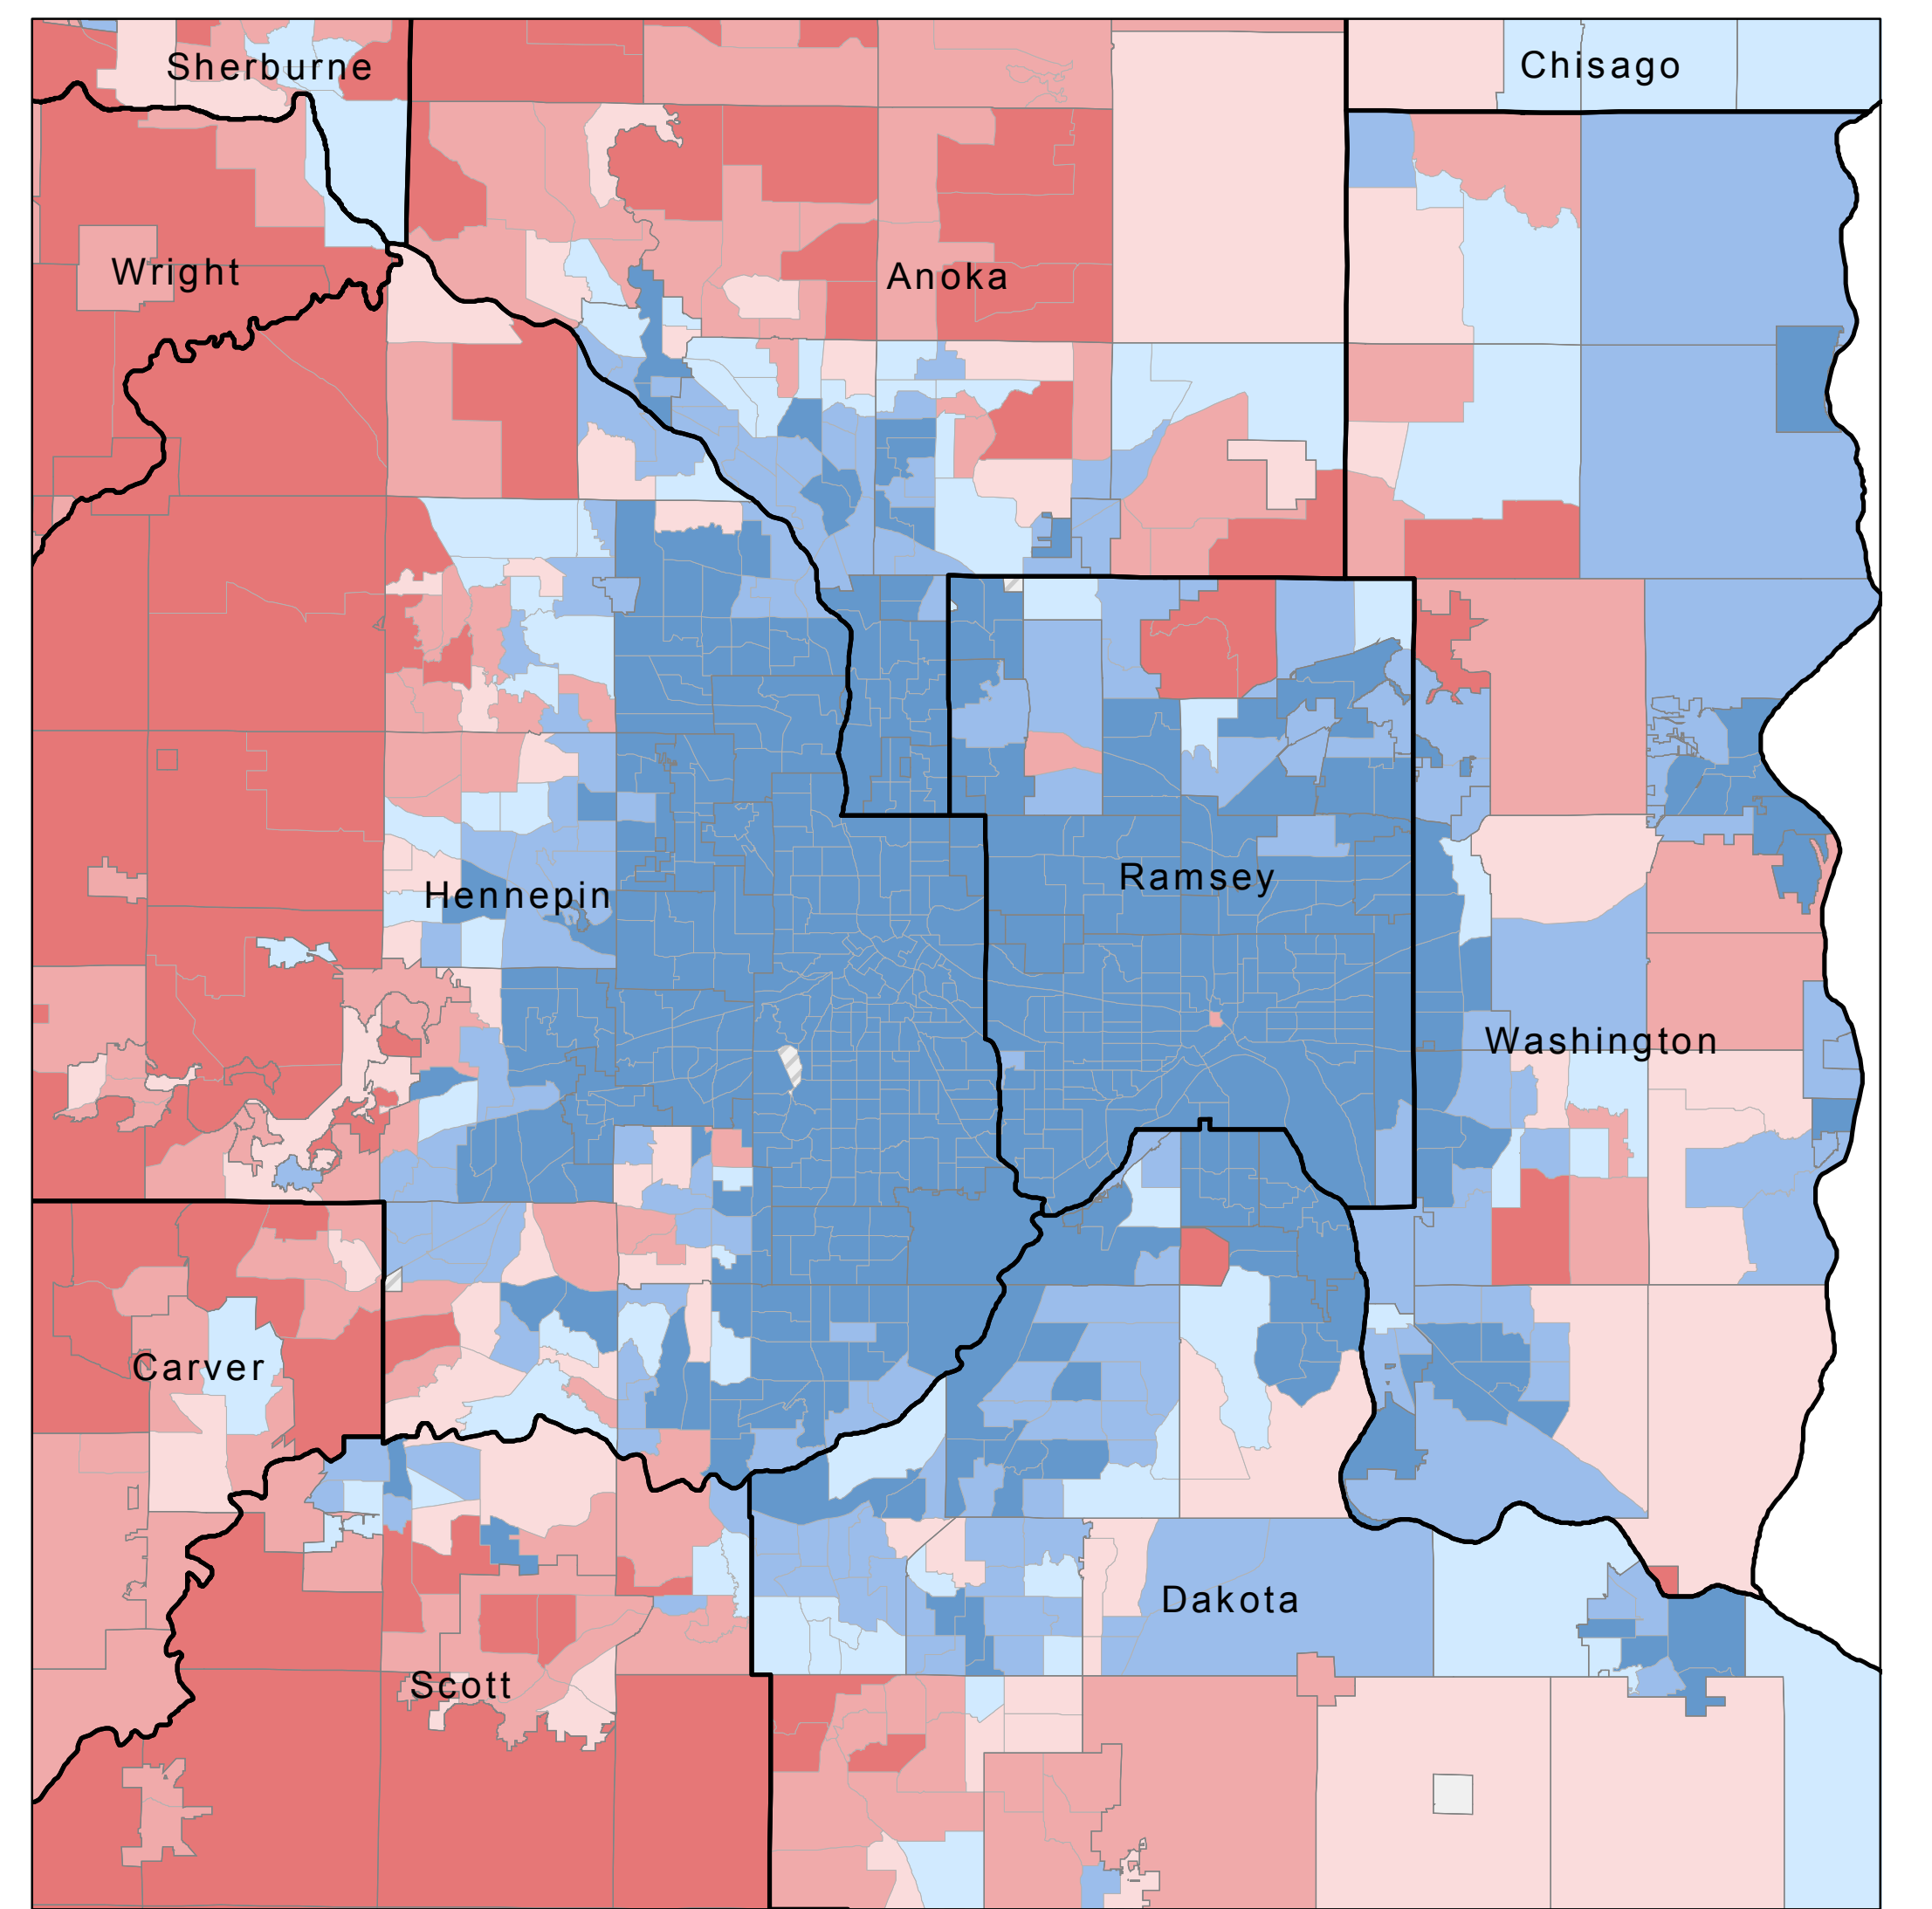 Sherburne
Chisago
Wright
Anoka
Hennepin
Ramsey
Washington
Carver
Dakota
Scott